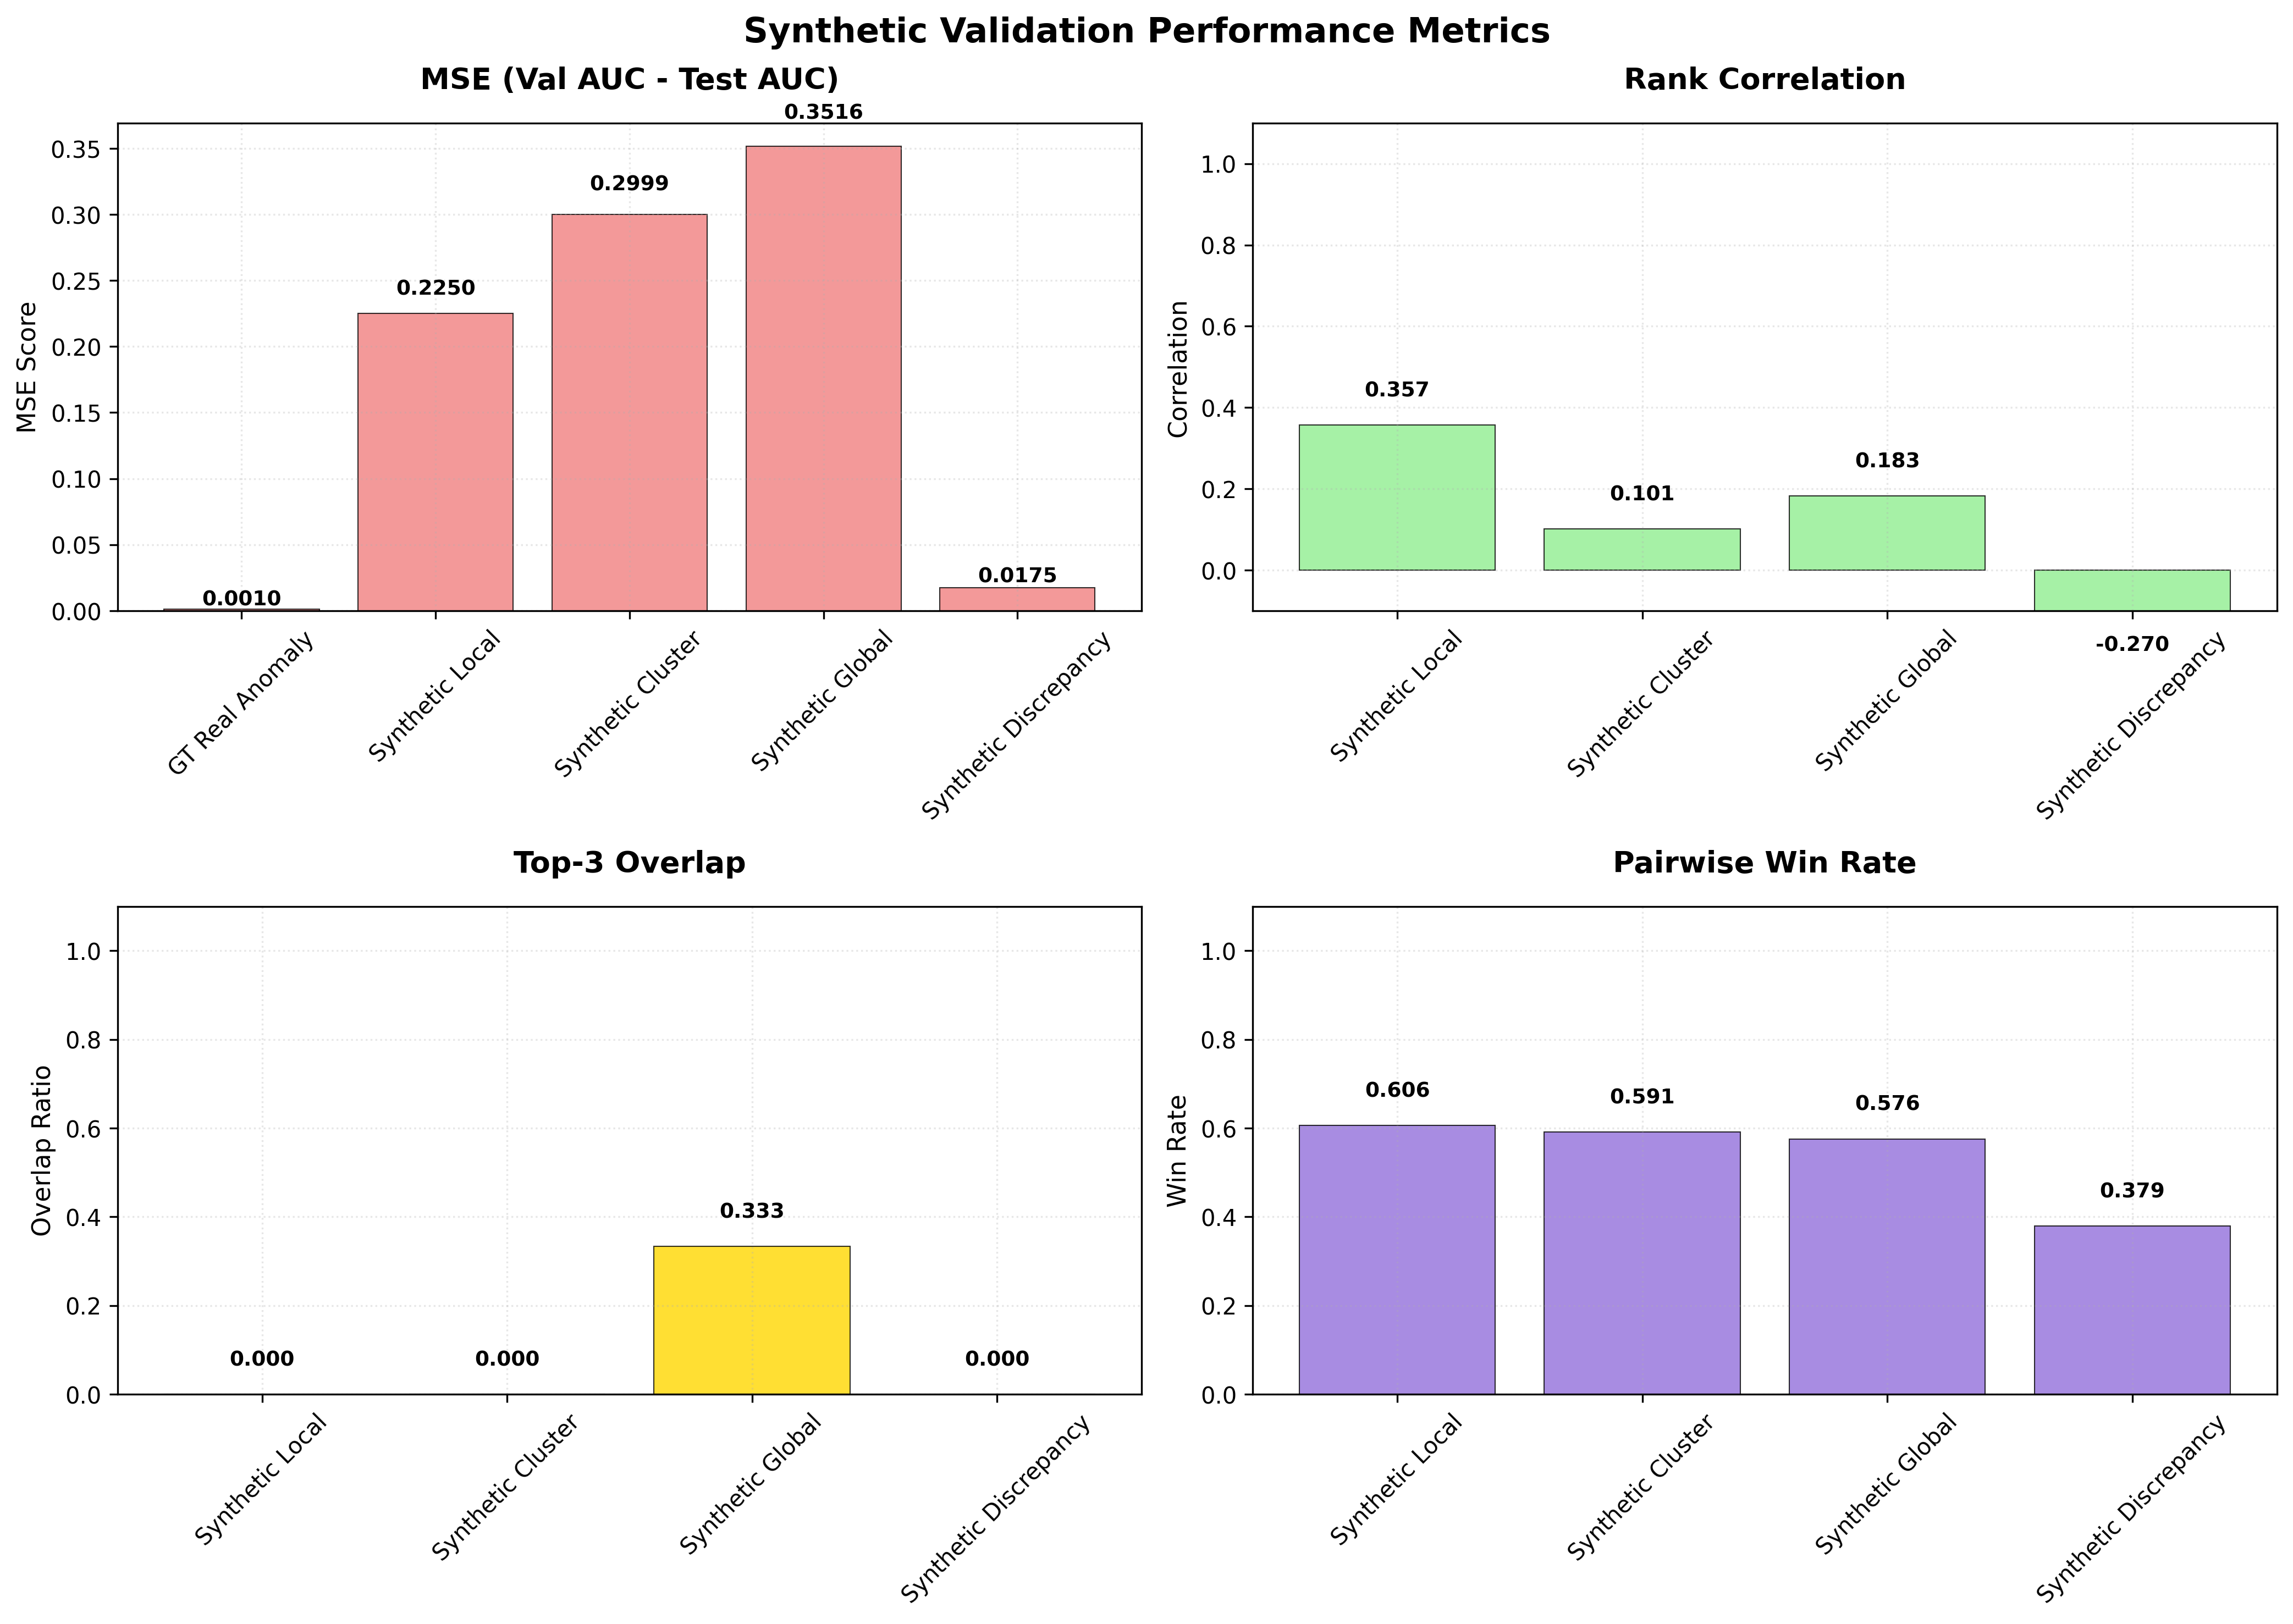 Synthetic Validation Performance Metrics
MSE (Val AUC - Test AUC)
MSE Score
0.35
0.30
0.25
0.20
0.15
0.10
0.05
0.00
0.0010
0.2250
0.2999
0.3516
0.0175
GT Real Anomaly
Synthetic Local
Synthetic Cluster
Synthetic Global
Synthetic Discrepancy
Rank Correlation
Correlation
1.0
0.8
0.6
0.4
0.2
0.0
0.357
0.101
0.183
-0.270
Synthetic Local
Synthetic Cluster
Synthetic Global
Synthetic Discrepancy
Top-3 Overlap
Overlap Ratio
1.0
0.8
0.6
0.4
0.2
0.0
0.000
0.000
0.333
0.000
Synthetic Local
Synthetic Cluster
Synthetic Global
Synthetic Discrepancy
Pairwise Win Rate
Win Rate
1.0
0.8
0.6
0.4
0.2
0.0
0.606
0.591
0.576
0.379
Synthetic Local
Synthetic Cluster
Synthetic Global
Synthetic Discrepancy